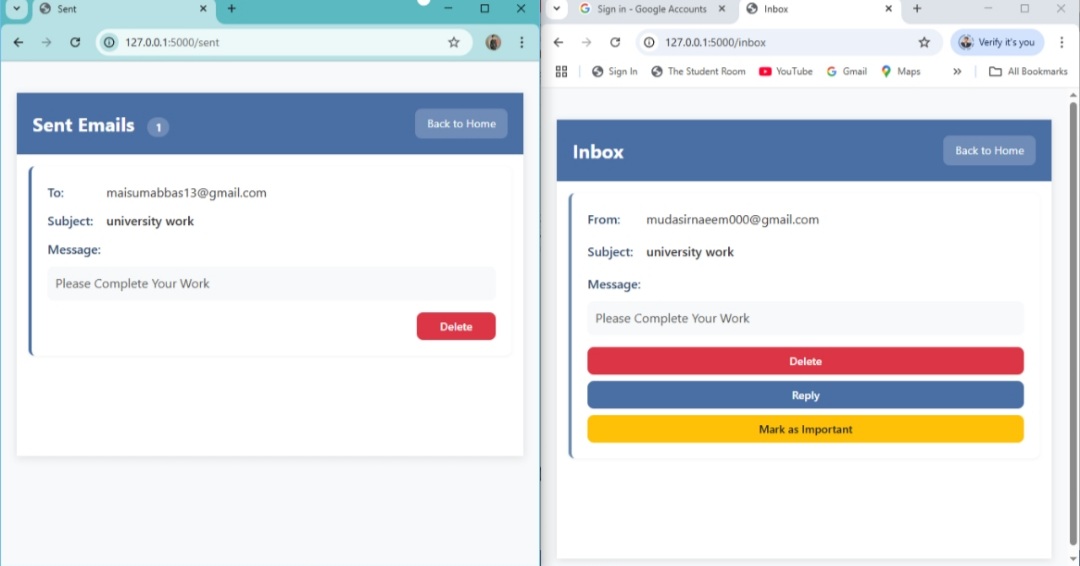 Sent
127.0.0.1:5000/sent
Sent Emails 1
Back to Home
To: maisumabbas13@gmail.com
Subject: university work
Message:
Please Complete Your Work
Delete
Sign in - Google Accounts
Inbox
127.0.0.1:5000/inbox
Verify it's you
Sign In
The Student Room
YouTube
Gmail
Maps
All Bookmarks
Inbox
Back to Home
From: mudasirnaeem000@gmail.com
Subject: university work
Message:
Please Complete Your Work
Delete
Reply
Mark as Important